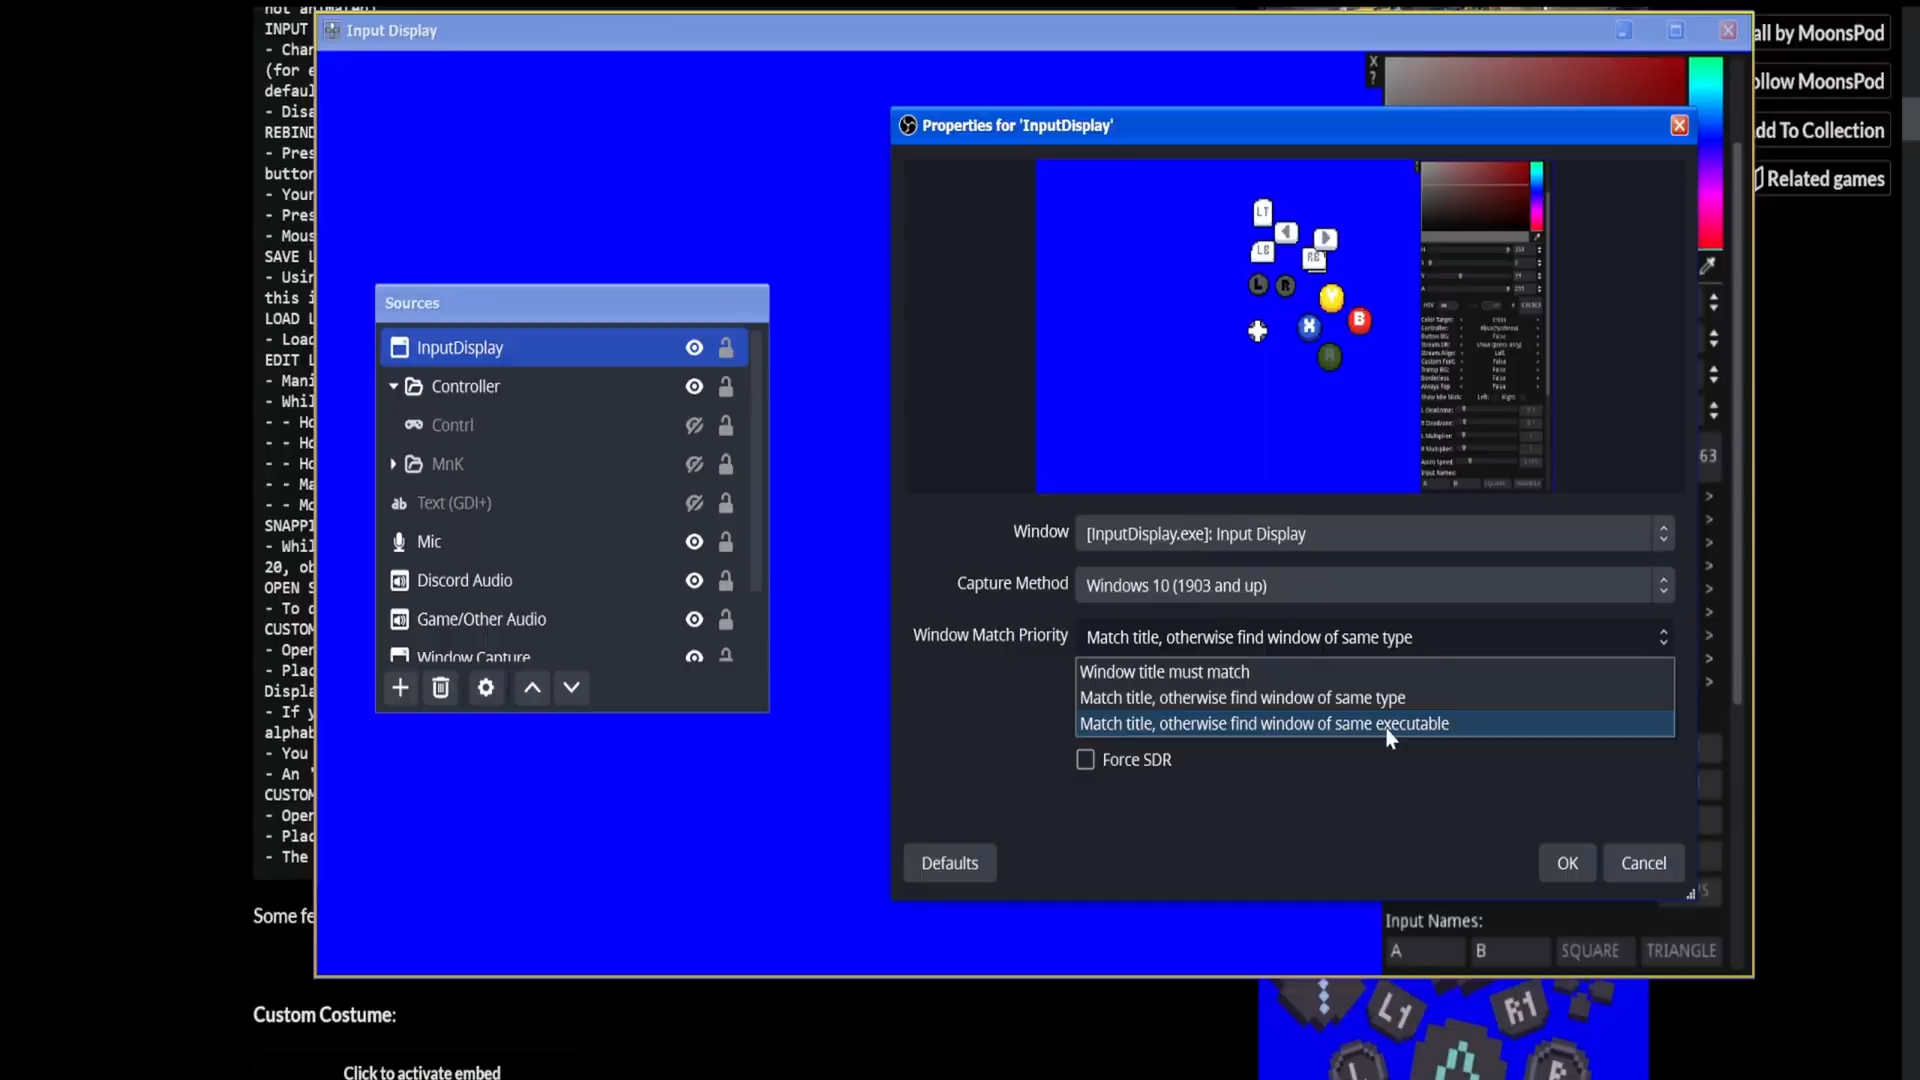 INPUT
- Char
(for e
defaul
- Disa
REBIND
- Pres
button
- Your
- Pres
- Mous
SAVE L
- Usin
this i
LOAD L
- Load
EDIT L
- Mani
- Whil
- - Ho
- - Ho
- - Ho
- - Ma
- - Mo
SNAPPI
- Whil
20, ob
OPEN S
- To o
CUSTOM
- Open
- Plac
Displa
- If y
alphab
- You
- An '
CUSTOM
- Open
- Plac
- The
Some fe
Custom Costume:
Click to activate embed
Input Display
Sources
InputDisplay
Controller
Contrl
MnK
ab Text (GDI+)
Mic
Discord Audio
Game/Other Audio
Window Capture
Properties for 'InputDisplay'
LT
LB
RB
L R
Y
X B
A
Window [InputDisplay.exe]: Input Display
Capture Method Windows 10 (1903 and up)
Window Match Priority Match title, otherwise find window of same type
Window title must match
Match title, otherwise find window of same type
Match title, otherwise find window of same executable
Force SDR
Defaults OK Cancel
X
?
63
Input Names:
A B SQUARE TRIANGLE
all by MoonsPod
ollow MoonsPod
dd To Collection
Related games
L1 R1